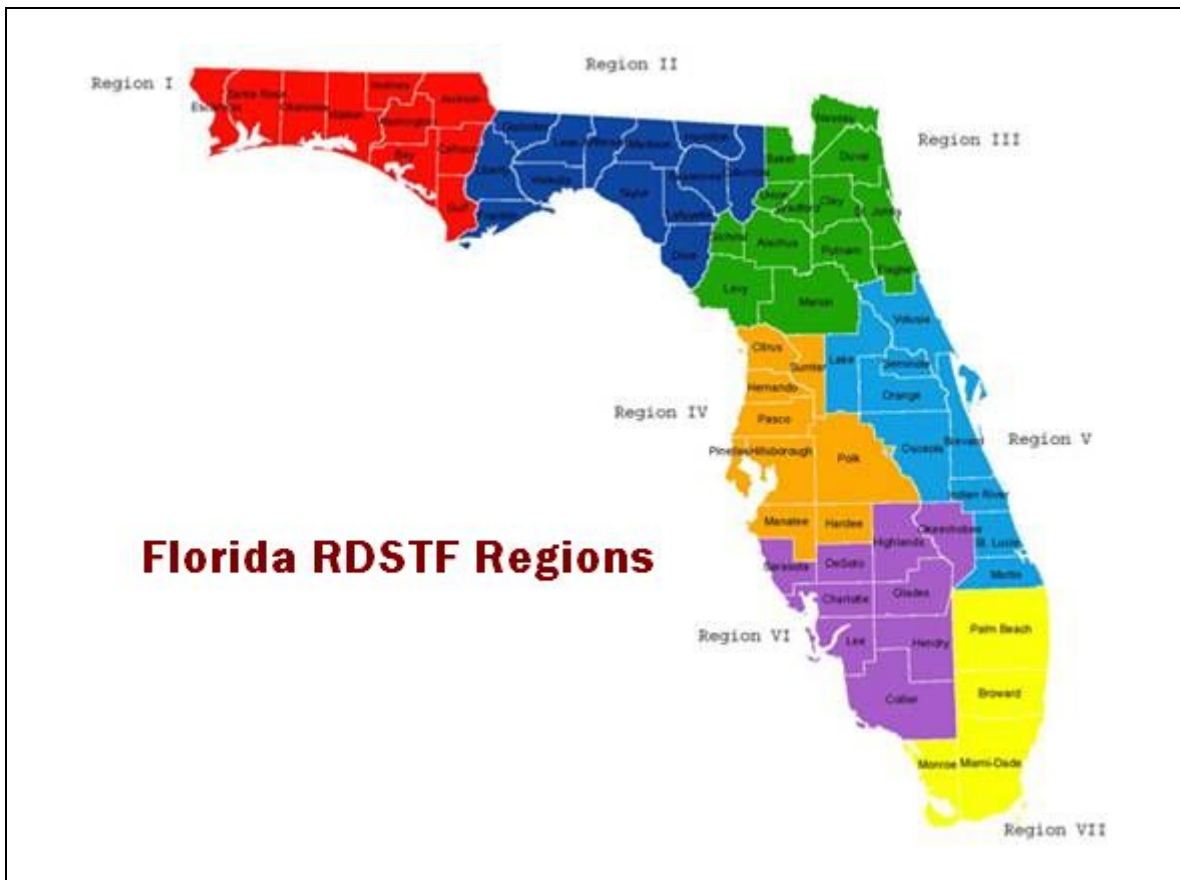 Region I
Region II
Region III
Escambia
Santa Rosa
Okaloosa
Walton
Holmes
Washington
Jackson
Bay
Calhoun
Gulf
Gadsden
Liberty
Franklin
Leon
Wakulla
Jefferson
Madison
Taylor
Hamilton
Suwannee
Lafayette
Dixie
Columbia
Nassau
Baker
Duval
Union
Bradford
Clay
St. Johns
Gilchrist
Alachua
Putnam
Flagler
Levy
Marion
Citrus
Sumter
Lake
Volusia
Seminole
Hernando
Orange
Region IV
Pasco
Region V
Pinellas
Hillsborough
Polk
Osceola
Brevard
Indian River
Manatee
Hardee
Highlands
Okeechobee
St. Lucie
Florida RDSTF Regions
Sarasota
DeSoto
Martin
Charlotte
Glades
Region VI
Lee
Hendry
Palm Beach
Collier
Broward
Monroe
Miami-Dade
Region VII